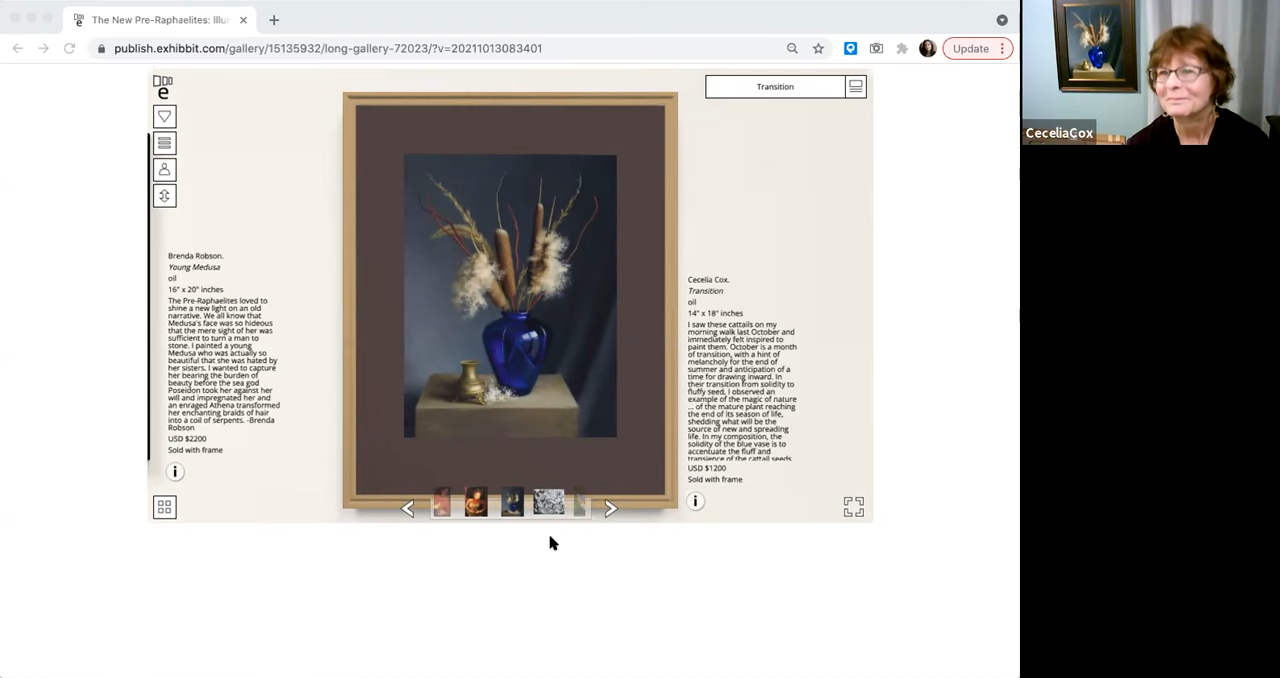 The New Pre-Raphaelites: Illu
publish.exhibbit.com/gallery/15135932/long-gallery-72023/?v=20211013083401
Update
e
Transition
CeceliaCox
Brenda Robson.
Young Medusa
oil
16" x 20" inches
The Pre-Raphaelites loved to
shine a new light on an old
narrative. We all know that
Medusa's face was so hideous
that the mere sight of her was
sufficient to turn a man to
stone. I painted a young
Medusa who was actually so
beautiful that she was hated by
her sisters. I wanted to capture
her bearing the burden of
beauty before the sea god
Poseidon took her against her
will and impregnated her and
an enraged Athena transformed
her enchanting braids of hair
into a coil of serpents. -Brenda
Robson
USD $2200
Sold with frame
i
Cecelia Cox.
Transition
oil
14" x 18" inches
I saw these cattails on my
morning walk last October and
immediately felt inspired to
paint them. October is a month
of transition, with a hint of
melancholy for the end of
summer and anticipation of a
time for drawing inward. In
their transition from solidity to
fluffy seed, I observed an
example of the magic of nature
... of the mature plant reaching
the end of its season of life,
shedding what will be the
source of new and spreading
life. In my composition, the
solidity of the blue vase is to
accentuate the fluff and
transience of the cattail seeds
USD $1200
Sold with frame
i